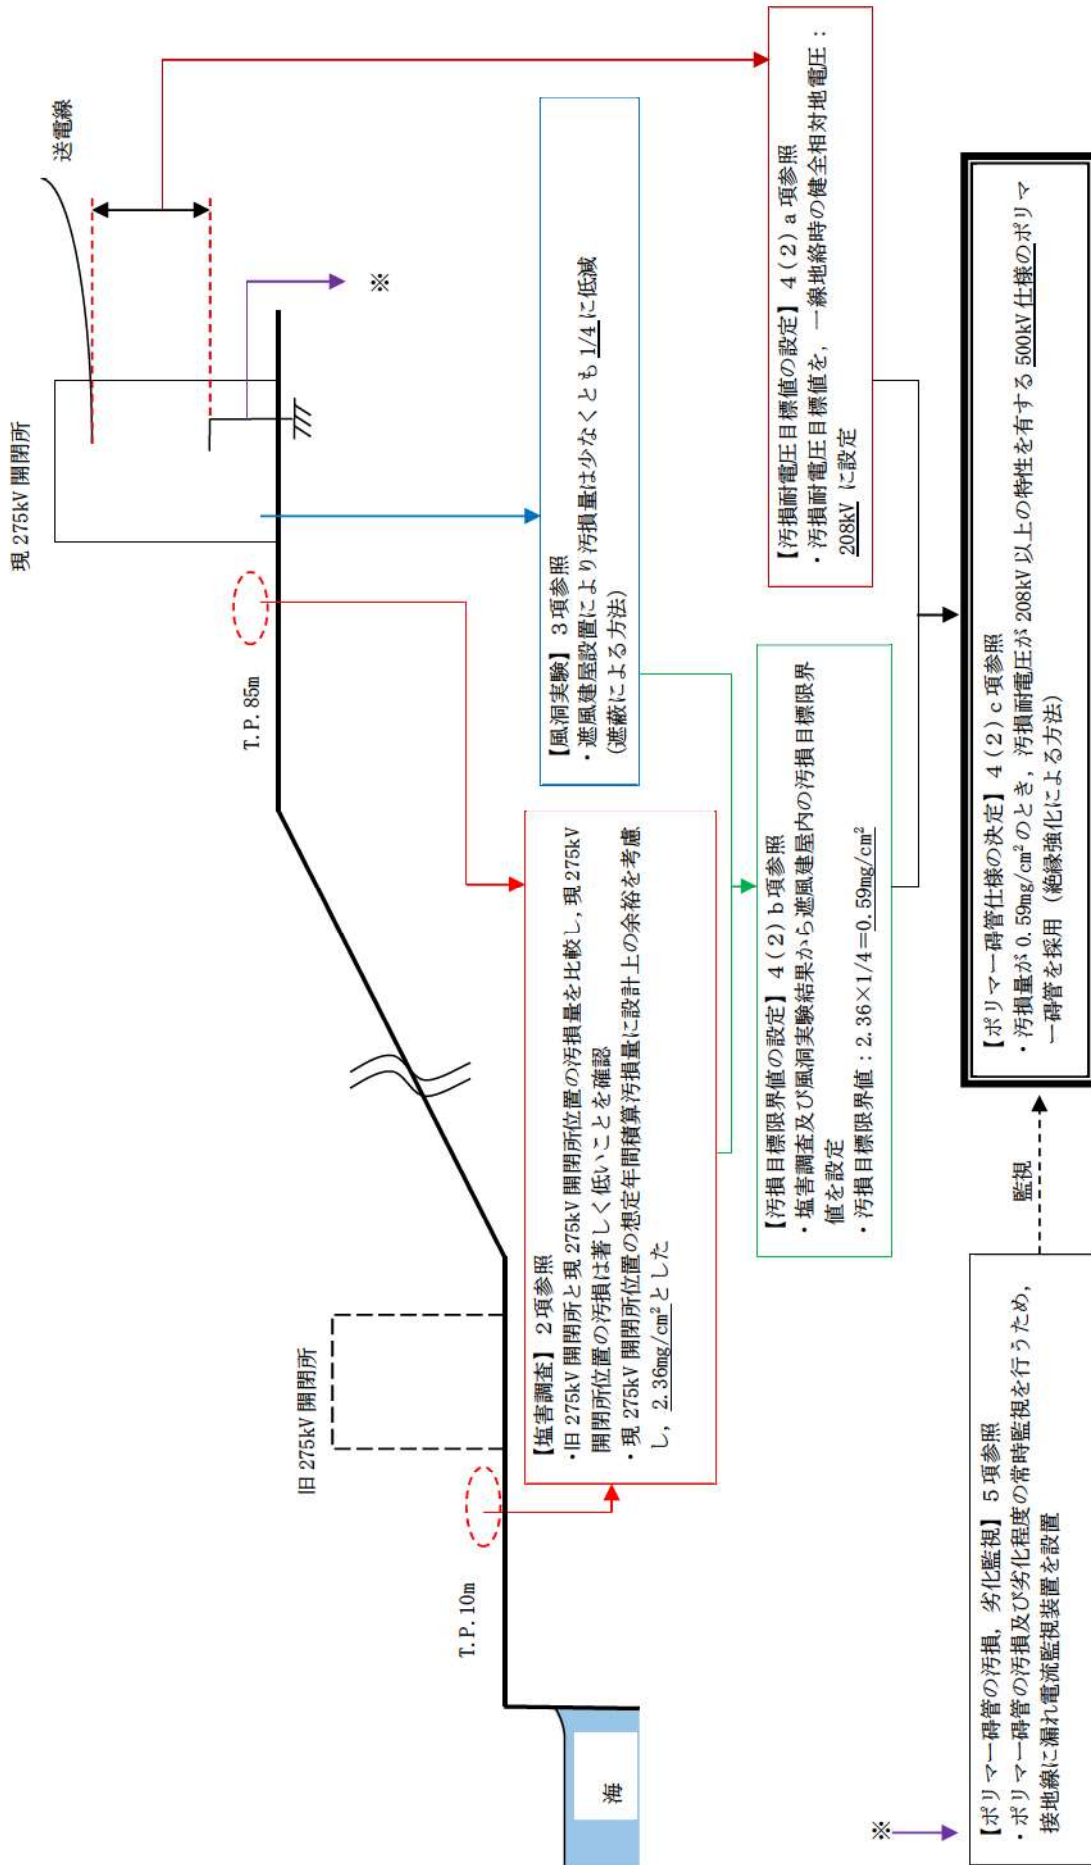 現 275kV 開閉所
送電線
T.P. 85m
※
旧 275kV 開閉所
T.P. 10m
海
【塩害調査】２項参照
・旧 275kV 開閉所と現 275kV 開閉所位置の汚損量を比較し，現 275kV
開閉所位置の汚損は著しく低いことを確認
・現 275kV 開閉所位置の想定年間積算汚損量に設計上の余裕を考慮
し，2.36mg/cm²とした
【風洞実験】３項参照
・遮風建屋設置により汚損量は少なくとも 1/4 に低減
(遮蔽による方法)
【汚損目標限界値の設定】４(２)ｂ項参照
・塩害調査及び風洞実験結果から遮風建屋内の汚損目標限界
値を設定
・汚損目標限界値：2.36×1/4＝0.59mg/cm²
【汚損耐電圧目標値の設定】４(２)ａ項参照
・汚損耐電圧目標値を，一線地絡時の健全相対地電圧：
208kV に設定
※
【ポリマー碍管の汚損，劣化監視】５項参照
・ポリマー碍管の汚損及び劣化程度の常時監視を行うため，
接地線に漏れ電流監視装置を設置
監視
【ポリマー碍管仕様の決定】４(２)ｃ項参照
・汚損量が 0.59mg/cm²のとき，汚損耐電圧が 208kV 以上の特性を有する 500kV 仕様のポリマ
ー碍管を採用（絶縁強化による方法）